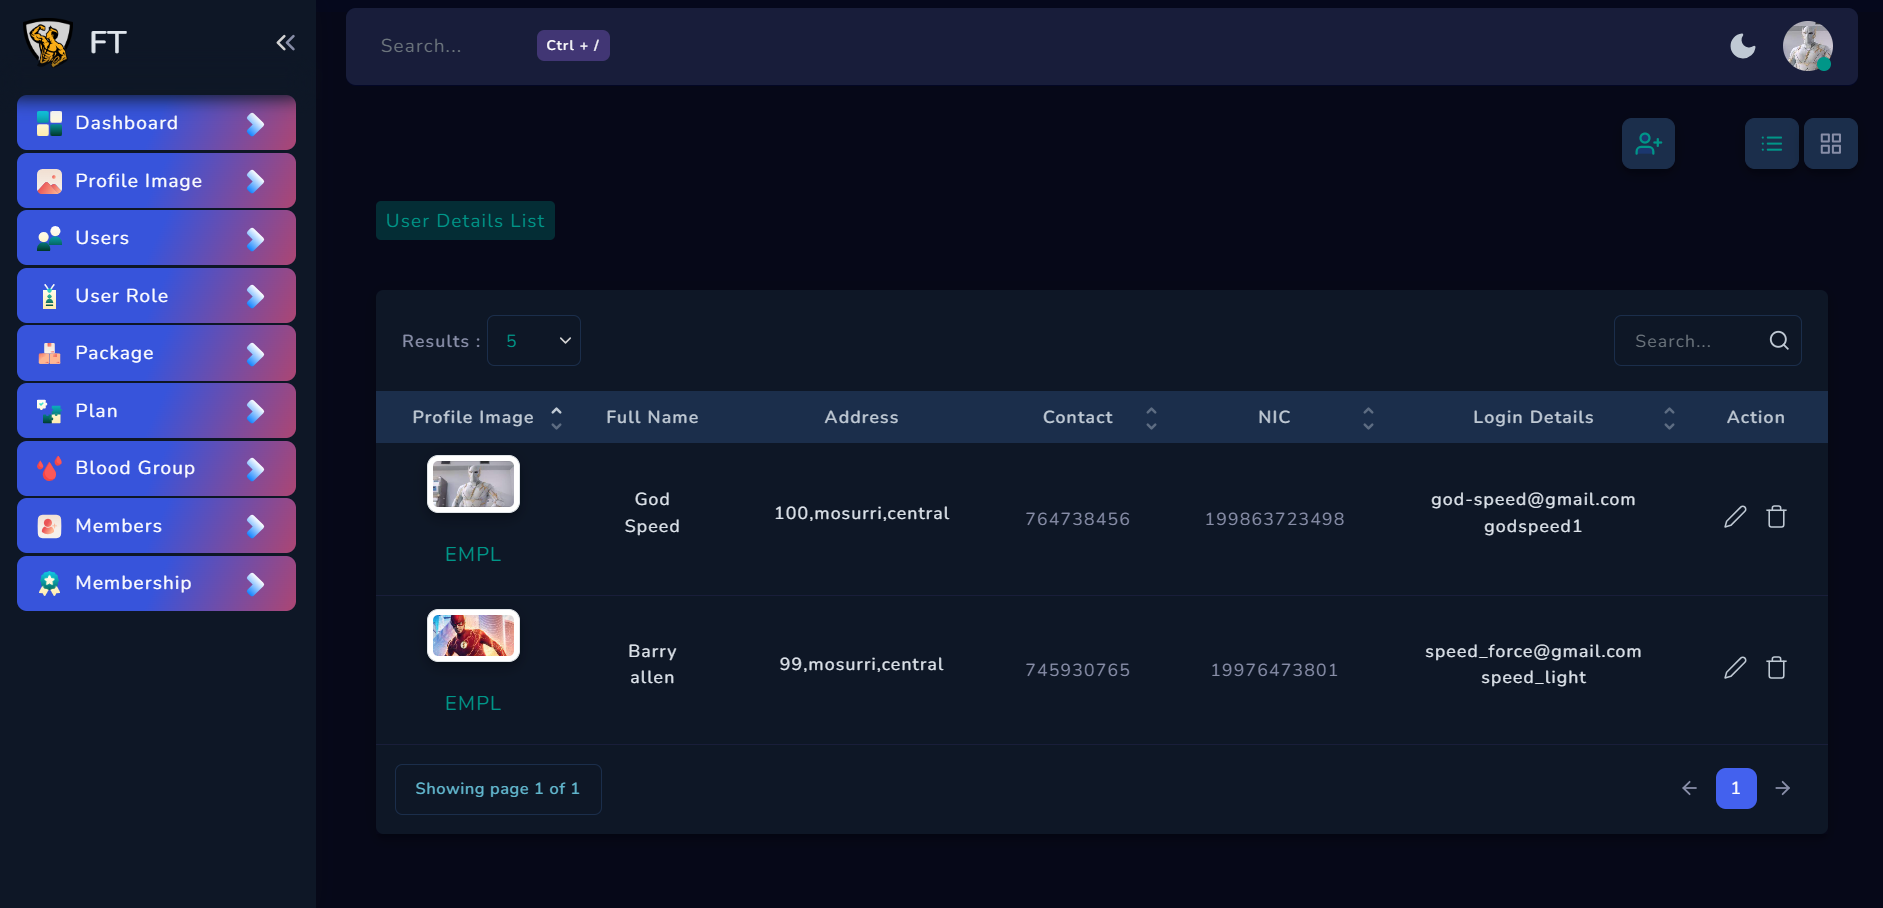 FT
Search...
Ctrl + /
Dashboard
Profile Image
Users
User Role
Package
Plan
Blood Group
Members
Membership
User Details List
Results : 5
Search...
Profile Image Full Name Address Contact NIC Login Details Action
God
Speed
100,mosurri,central
764738456
199863723498
god-speed@gmail.com
godspeed1
EMPL
Barry
allen
99,mosurri,central
745930765
19976473801
speed_force@gmail.com
speed_light
EMPL
Showing page 1 of 1
1